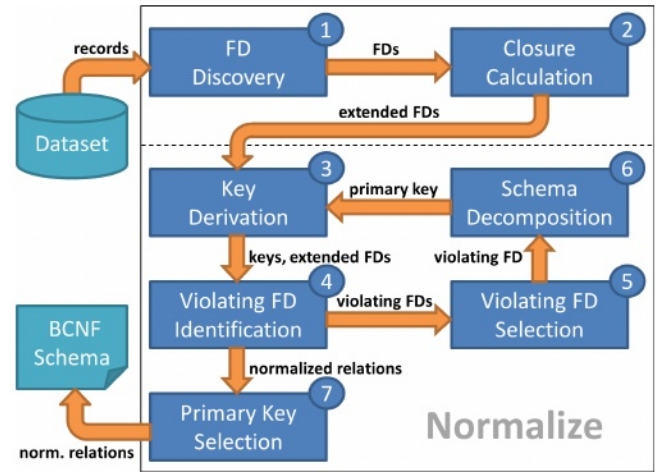 records
FD
Discovery
1
FDs
Closure
Calculation
2
Dataset
extended FDs
Key
Derivation
3
primary key
Schema
Decomposition
6
keys, extended FDs
violating FD
BCNF
Schema
Violating FD
Identification
4
violating FDs
Violating FD
Selection
5
normalized relations
Primary Key
Selection
7
Normalize
norm. relations